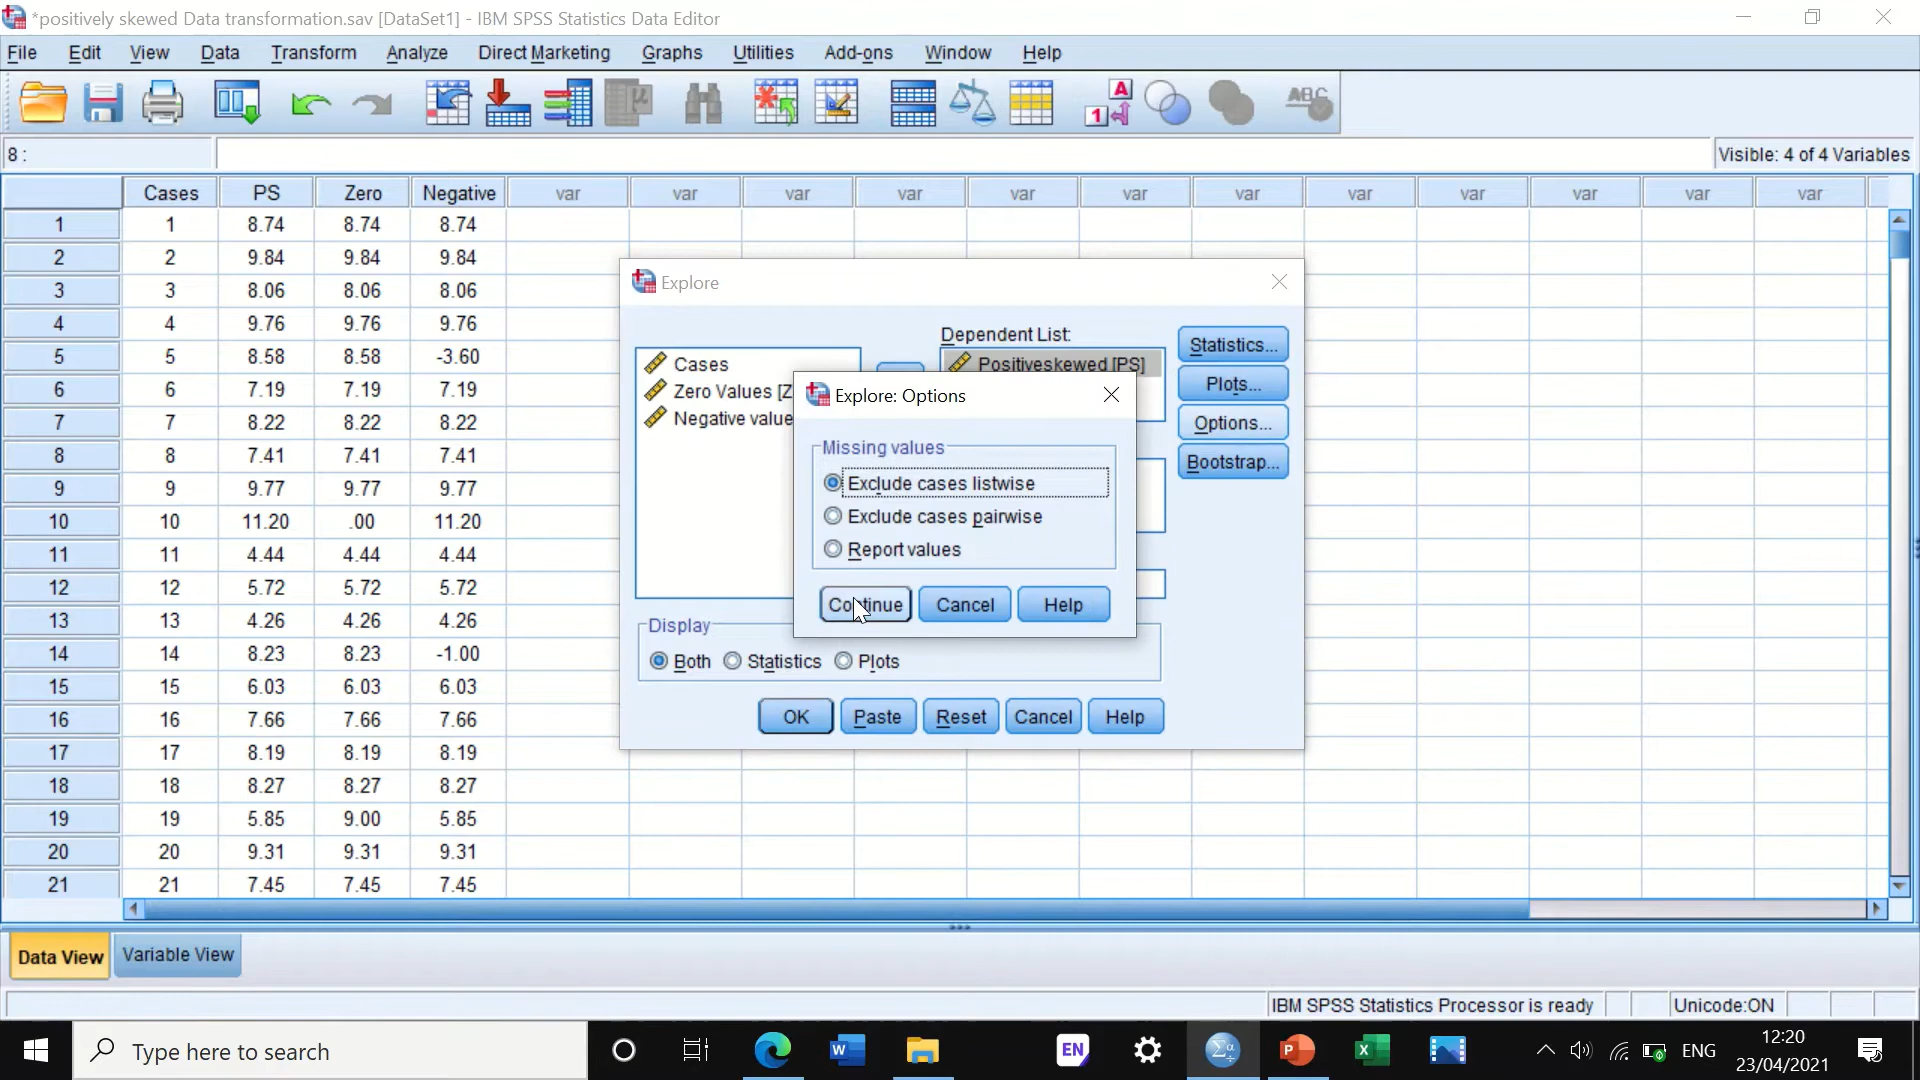 *positively skewed Data transformation.sav [DataSet1] - IBM SPSS Statistics Data Editor
File Edit View Data Transform Analyze Direct Marketing Graphs Utilities Add-ons Window Help
8 :
Visible: 4 of 4 Variables
Cases PS Zero Negative var var var var var var var var var var var var
1 1 8.74 8.74 8.74
2 2 9.84 9.84 9.84
3 3 8.06 8.06 8.06
4 4 9.76 9.76 9.76
5 5 8.58 8.58 -3.60
6 6 7.19 7.19 7.19
7 7 8.22 8.22 8.22
8 8 7.41 7.41 7.41
9 9 9.77 9.77 9.77
10 10 11.20 .00 11.20
11 11 4.44 4.44 4.44
12 12 5.72 5.72 5.72
13 13 4.26 4.26 4.26
14 14 8.23 8.23 -1.00
15 15 6.03 6.03 6.03
16 16 7.66 7.66 7.66
17 17 8.19 8.19 8.19
18 18 8.27 8.27 8.27
19 19 5.85 9.00 5.85
20 20 9.31 9.31 9.31
21 21 7.45 7.45 7.45
Explore
Dependent List:
Cases
Zero Values [Z
Negative value
Positiveskewed [PS]
Statistics...
Plots...
Options...
Bootstrap...
Explore: Options
Missing values
Exclude cases listwise
Exclude cases pairwise
Report values
Continue Cancel Help
Display
Both Statistics Plots
OK Paste Reset Cancel Help
Data View Variable View
IBM SPSS Statistics Processor is ready Unicode:ON
Type here to search
EN
ENG
12:20
23/04/2021